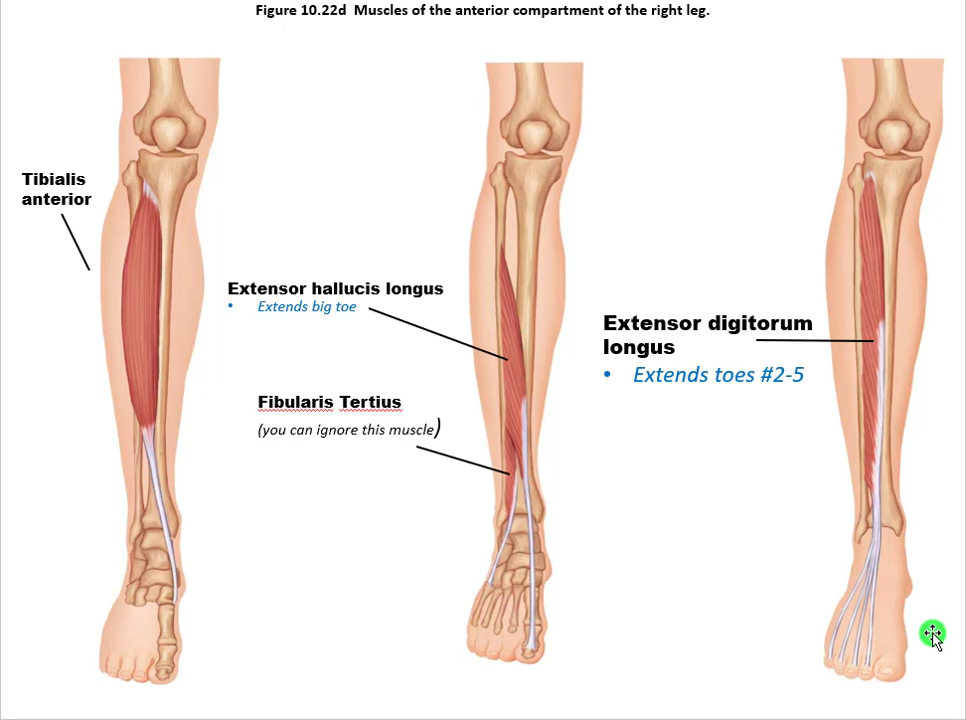 Figure 10.22d  Muscles of the anterior compartment of the right leg.
Tibialis
anterior
Extensor hallucis longus
• Extends big toe
Fibularis Tertius
(you can ignore this muscle)
Extensor digitorum
longus
• Extends toes #2-5